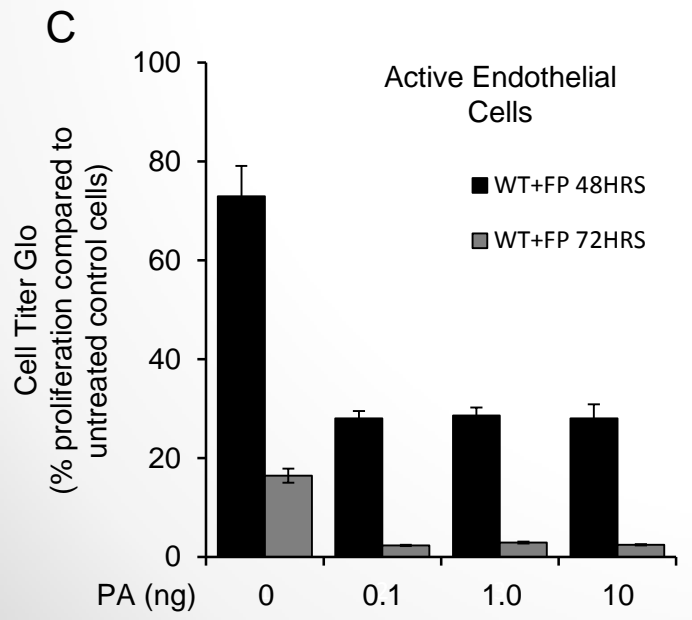 C
Active Endothelial
Cells
WT+FP 48HRS
WT+FP 72HRS
Cell Titer Glo
(% proliferation compared to
untreated control cells)
100
80
60
40
20
0
PA (ng) 0 0.1 1.0 10